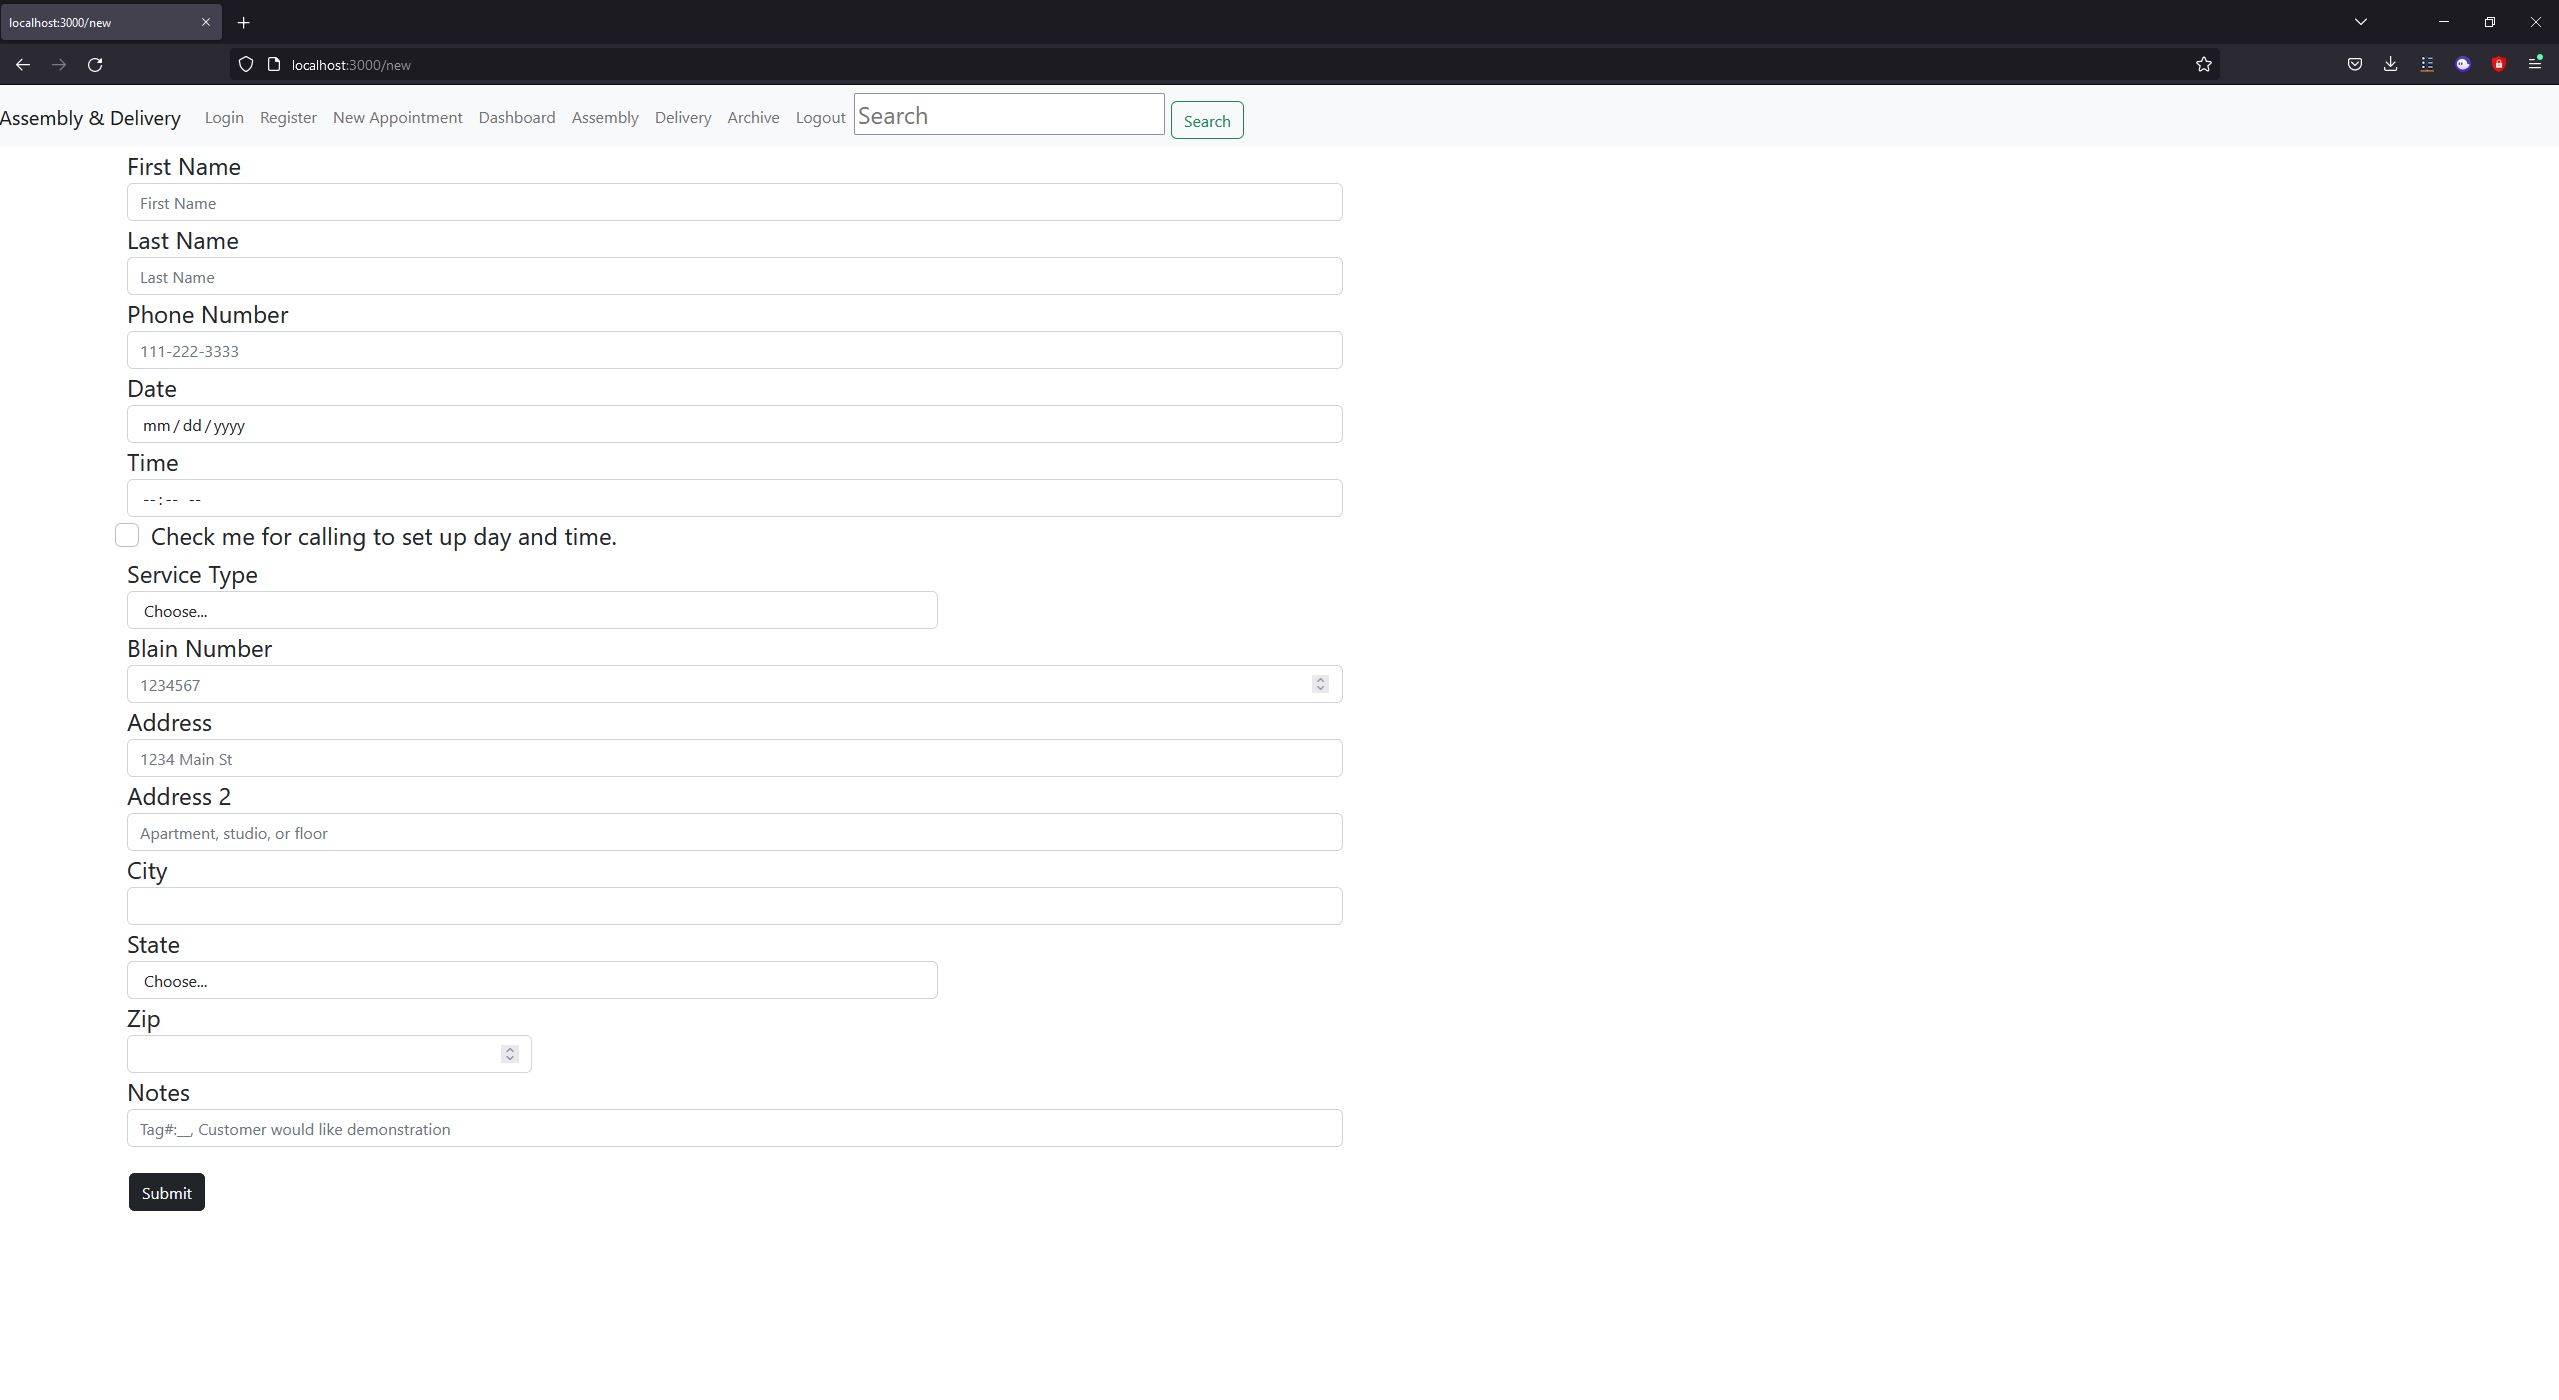 localhost:3000/new
localhost:3000/new
Assembly & Delivery Login Register New Appointment Dashboard Assembly Delivery Archive Logout Search Search
First Name
First Name
Last Name
Last Name
Phone Number
111-222-3333
Date
mm/dd/yyyy
Time
--:-- --
Check me for calling to set up day and time.
Service Type
Choose...
Blain Number
1234567
Address
1234 Main St
Address 2
Apartment, studio, or floor
City
State
Choose...
Zip
Notes
Tag#:__, Customer would like demonstration
Submit